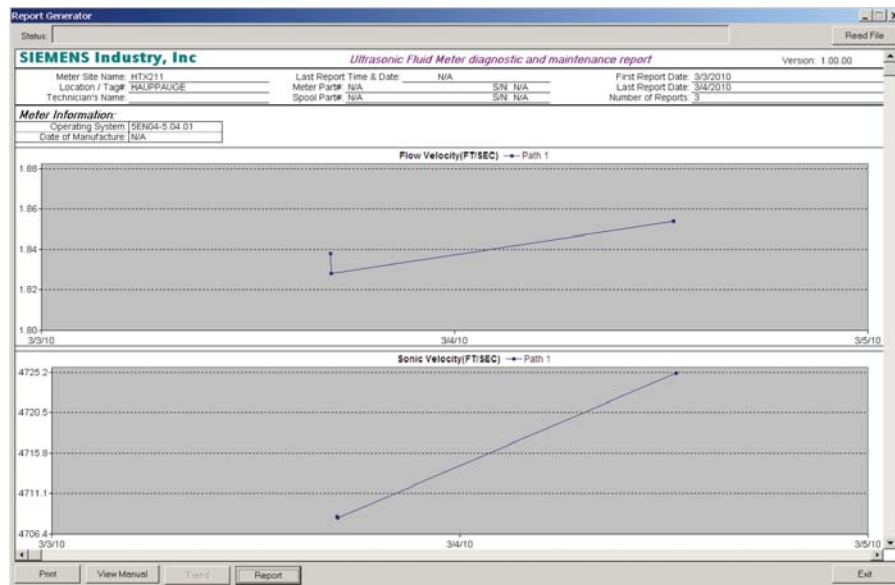 Report Generator
Status:
Read File
SIEMENS Industry, Inc
Ultrasonic Fluid Meter diagnostic and maintenance report
Version: 1.00.00
Meter Site Name: HTX211
Last Report Time & Date: N/A
First Report Date: 3/3/2010
Location / Tag#: HAUPPAUGE
Meter Part#: N/A S/N: N/A
Last Report Date: 3/4/2010
Technician's Name:
Spool Part#: N/A S/N: N/A
Number of Reports: 3
Meter Information:
Operating System: 5EN04-5.04.01
Date of Manufacture: N/A
Flow Velocity(FT/SEC) Path 1
1.88
1.86
1.84
1.82
1.80
3/3/10 3/4/10 3/5/10
Sonic Velocity(FT/SEC) Path 1
4725.2
4720.5
4715.8
4711.1
4706.4
3/3/10 3/4/10 3/5/10
Print View Manual Trend Report Exit